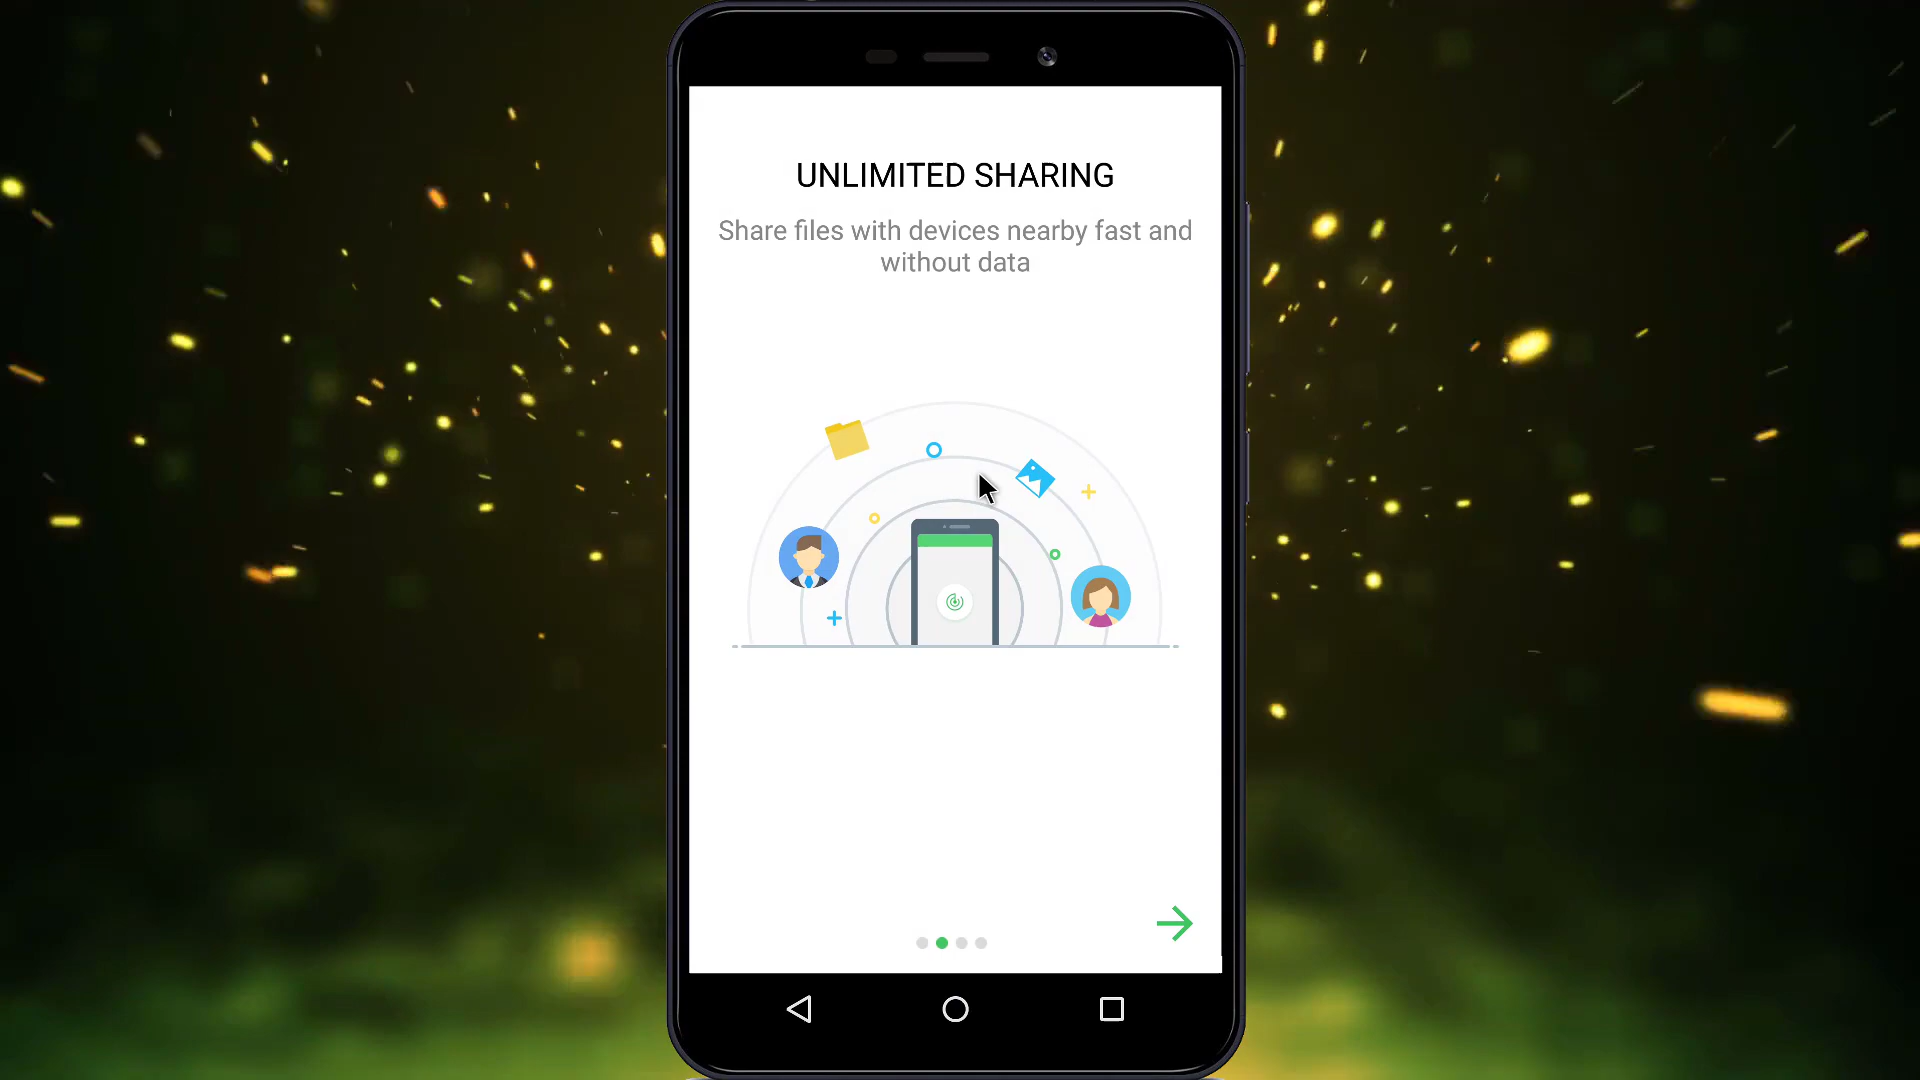 UNLIMITED SHARING
Share files with devices nearby fast and
without data